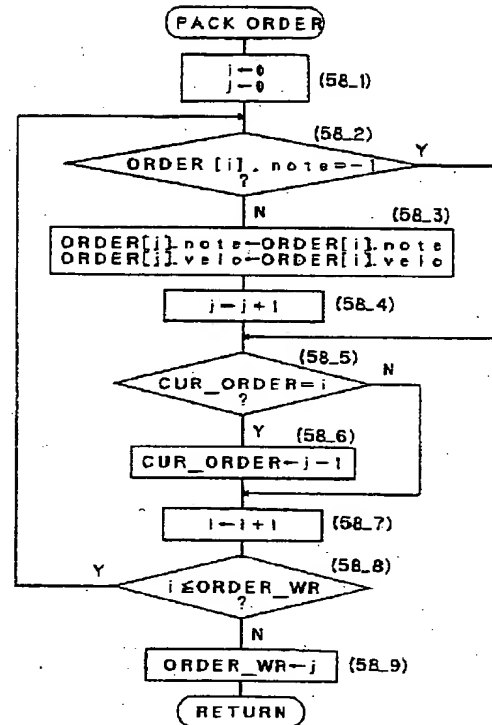 PACK ORDER
i←0
j←0
(58_1)
(58_2)
ORDER [i]. note=-1
?
Y
N
(58_3)
ORDER[j].note←ORDER[i].note
ORDER[j].velo←ORDER[i].velo
j←j+1
(58_4)
(58_5)
CUR_ORDER=i
?
N
Y
(58_6)
CUR_ORDER←j-1
i←i+1
(58_7)
(58_8)
Y
i≦ORDER_WR
?
N
ORDER_WR←j
(58_9)
RETURN